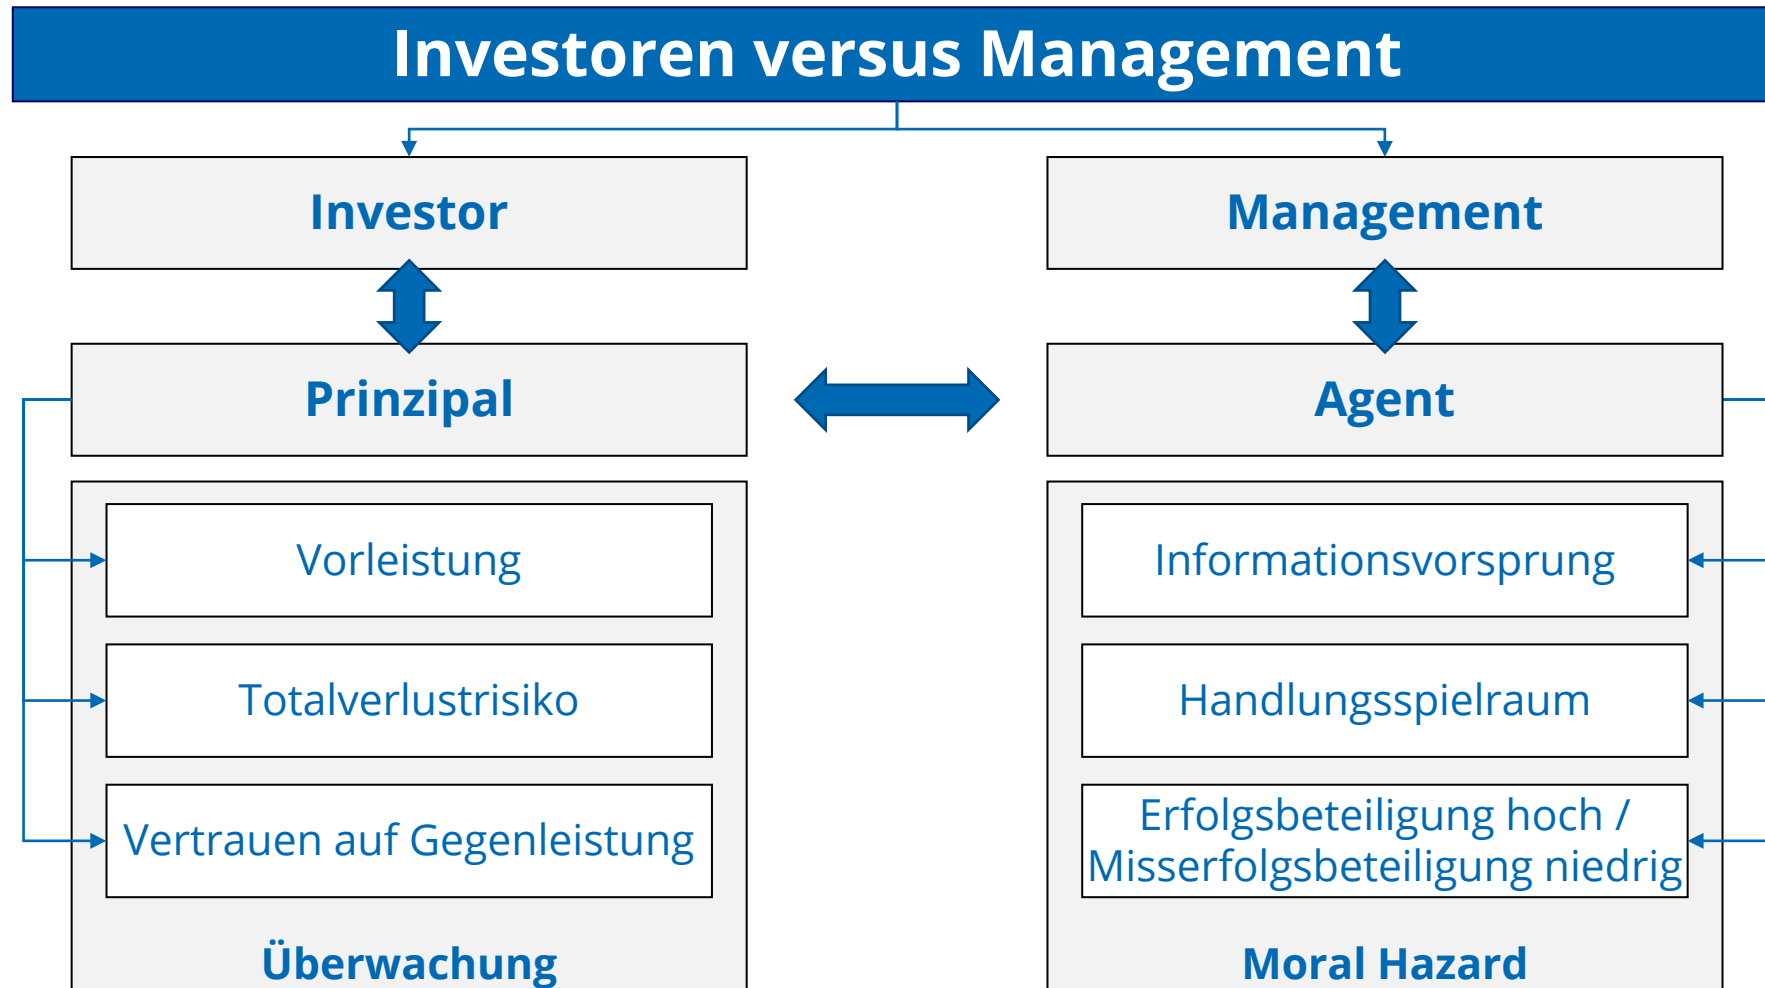 Investoren versus Management
Investor
Management
Prinzipal
Agent
Vorleistung
Informationsvorsprung
Totalverlustrisiko
Handlungsspielraum
Vertrauen auf Gegenleistung
Erfolgsbeteiligung hoch /
Misserfolgsbeteiligung niedrig
Überwachung
Moral Hazard